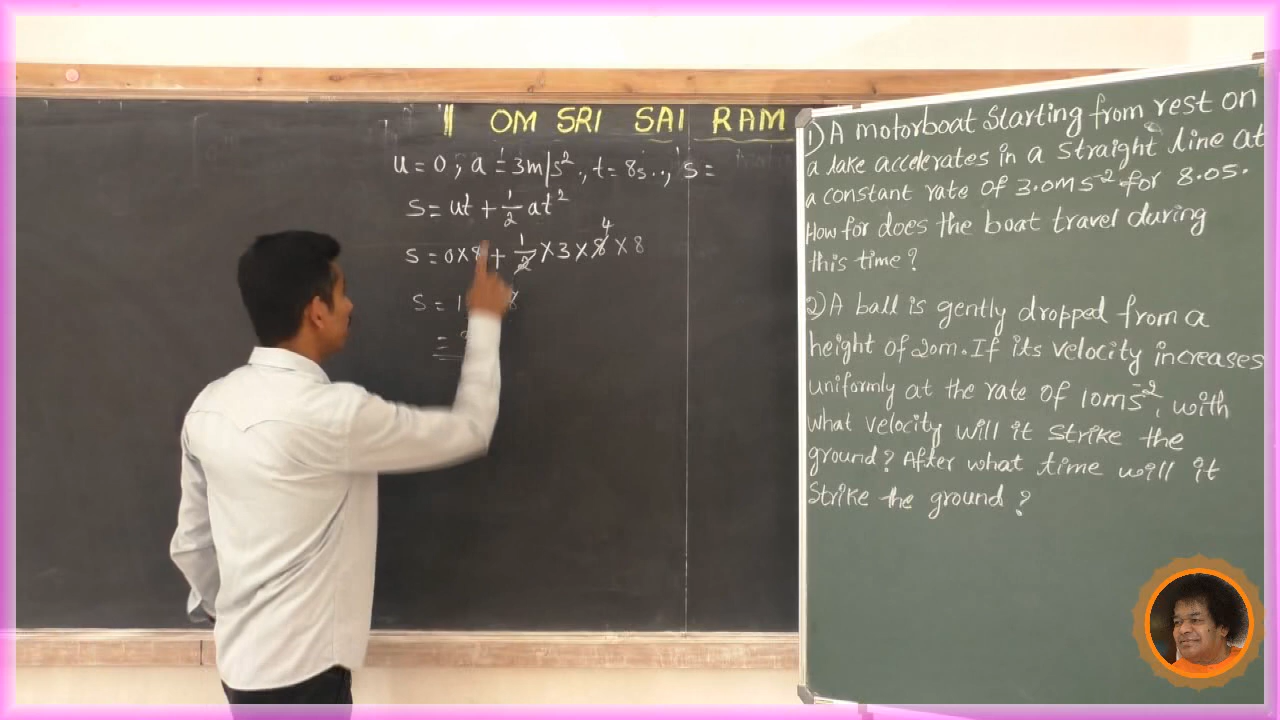 || OM SRI SAI RAM
u = 0, a = 3m/s², t = 8s.., s =
s = ut + 1/2 at²
s = 0 × 8 + 1/2 × 3 × 8 4 × 8
s = 1
=
1) A motorboat starting from rest on
a lake accelerates in a straight line at
a constant rate of 3.0ms⁻² for 8.0s.
How for does the boat travel during
this time?
2) A ball is gently dropped from a
height of 20m. If its velocity increases
uniformly at the rate of 10ms⁻², with
what velocity will it strike the
ground? After what time will it
strike the ground?